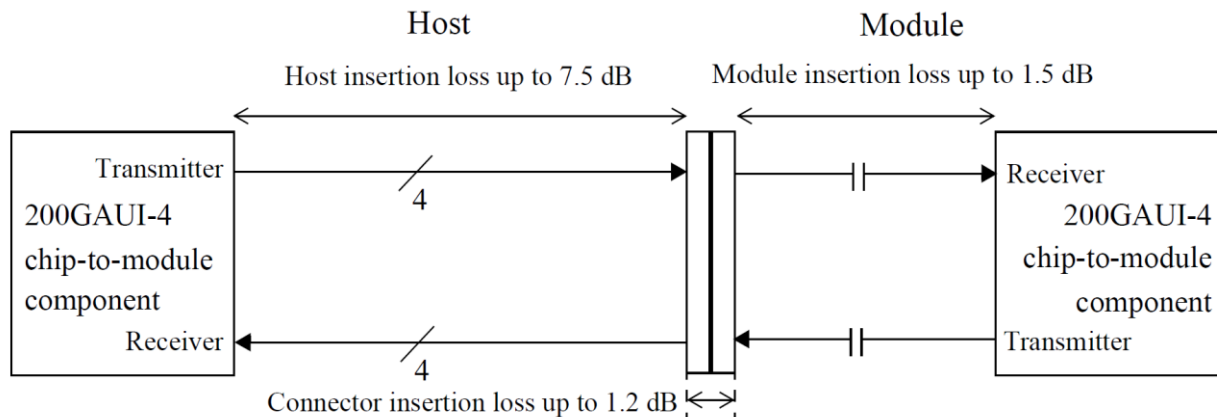 Host
Module
Host insertion loss up to 7.5 dB
Module insertion loss up to 1.5 dB
Transmitter
4
Receiver
200GAUI-4
chip-to-module
component
200GAUI-4
chip-to-module
component
Receiver
4
Transmitter
Connector insertion loss up to 1.2 dB